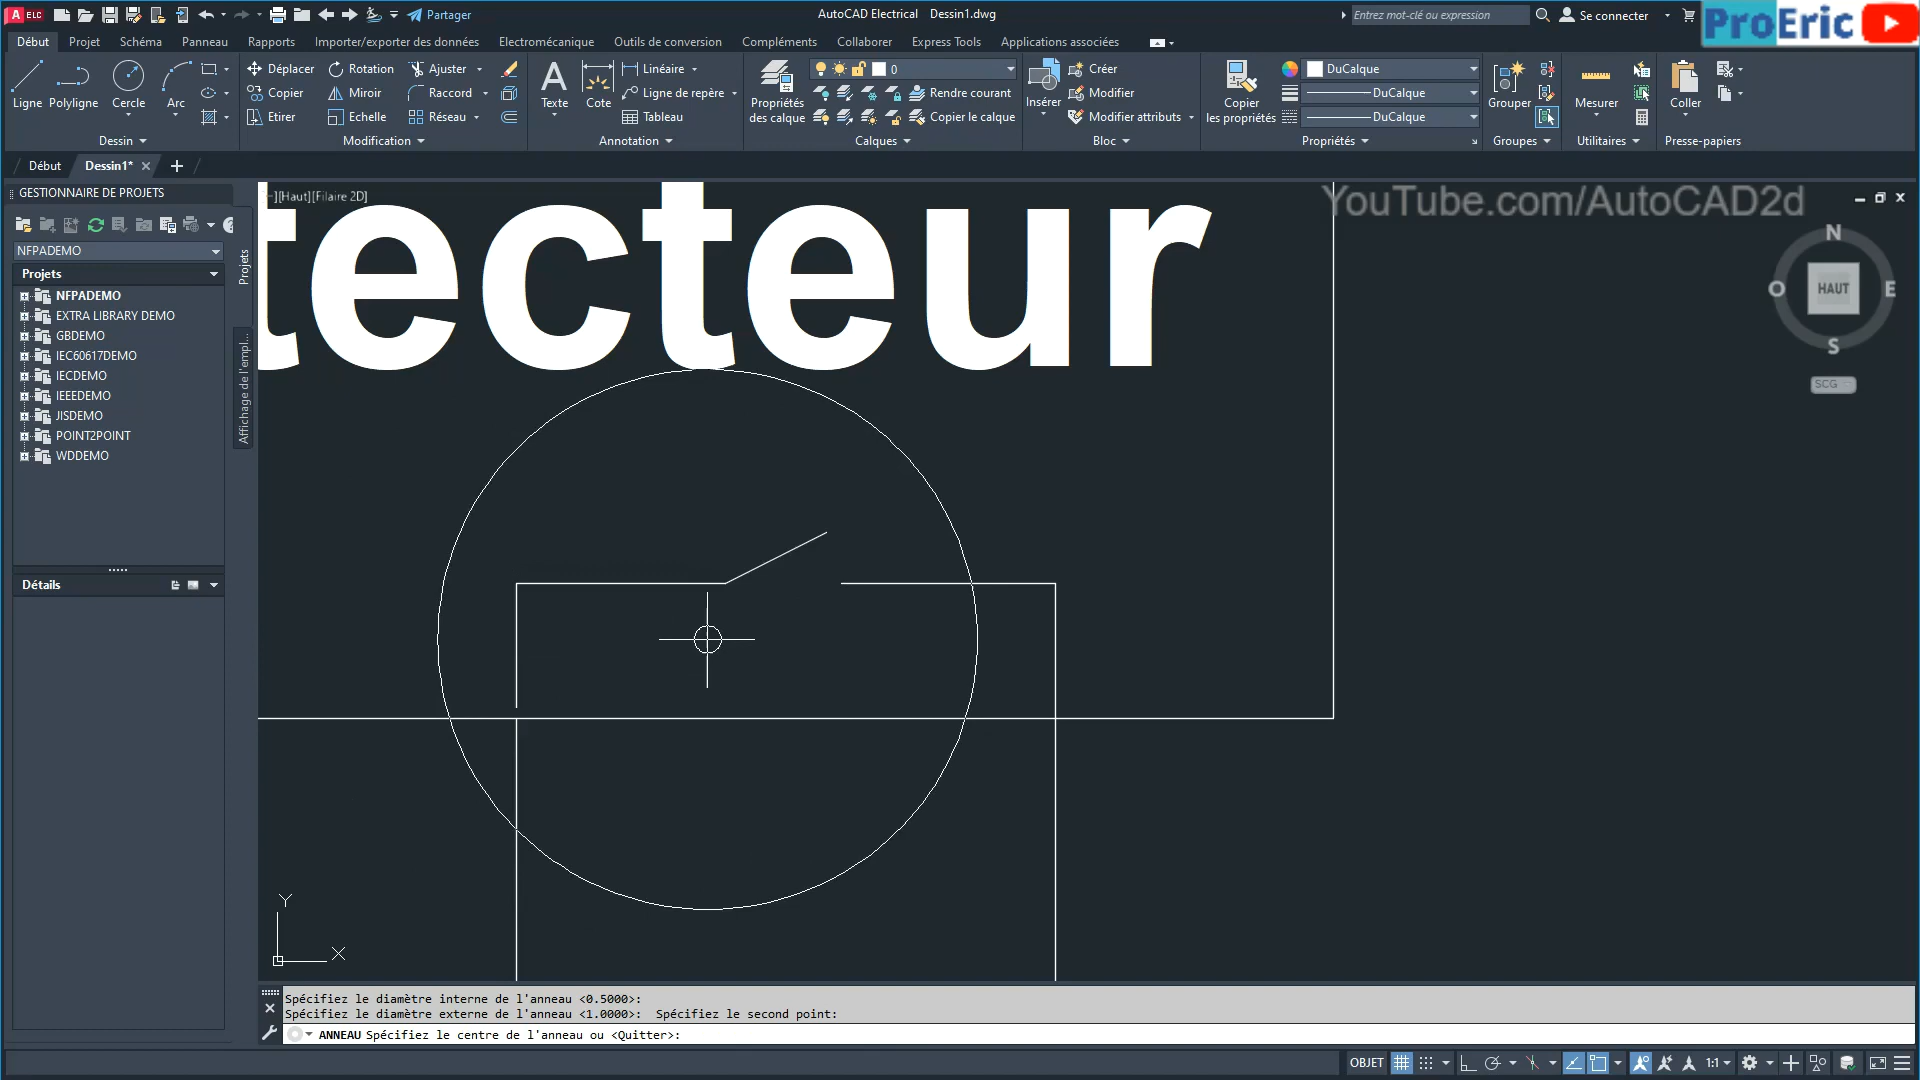 A ELC
Partager
AutoCAD Electrical Dessin1.dwg
Entrez mot-clé ou expression
Se connecter
ProEric
Début Projet Schéma Panneau Rapports Importer/exporter des données Electromécanique Outils de conversion Compléments Collaborer Express Tools Applications associées
Ligne Polyligne Cercle Arc
Déplacer Rotation Ajuster
Copier Miroir Raccord
Etirer Echelle Réseau
Texte Cote
Linéaire
Ligne de repère
Tableau
Propriétés des calque
0
Rendre courant
Copier le calque
Insérer
Créer
Modifier
Modifier attributs
Copier les propriétés
DuCalque
DuCalque
DuCalque
Grouper
Mesurer
Coller
Dessin Modification Annotation Calques Bloc Propriétés Groupes Utilitaires Presse-papiers
Début Dessin1*
GESTIONNAIRE DE PROJETS
NFPADEMO
Projets
NFPADEMO
EXTRA LIBRARY DEMO
GBDEMO
IEC60617DEMO
IECDEMO
IEEEDEMO
JISDEMO
POINT2POINT
WDDEMO
Détails
Projets
Affichage de l'empl...
–][Haut][Filaire 2D]
tecteur
YouTube.com/AutoCAD2d
N
O HAUT E
S
SCG
Y
X
Spécifiez le diamètre interne de l'anneau <0.5000>:
Spécifiez le diamètre externe de l'anneau <1.0000>: Spécifiez le second point:
ANNEAU Spécifiez le centre de l'anneau ou <Quitter>:
OBJET
1:1